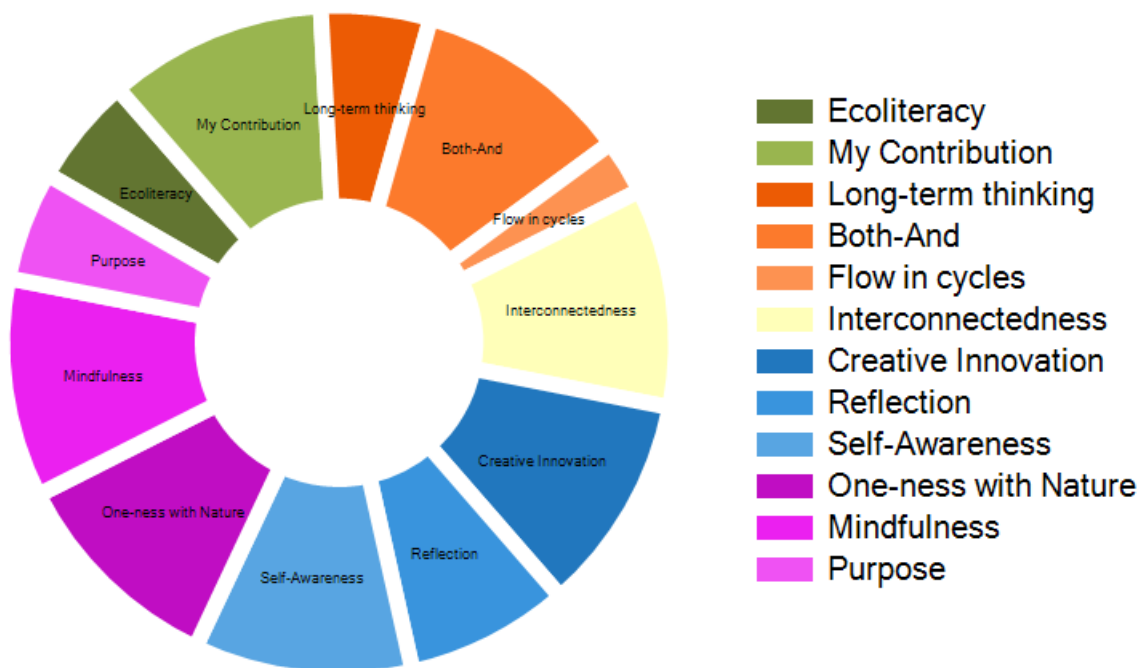 Long-term thinking
My Contribution
Both-And
Ecoliteracy
Flow in cycles
Purpose
Interconnectedness
Mindfulness
Creative Innovation
One-ness with Nature
Reflection
Self-Awareness
Ecoliteracy
My Contribution
Long-term thinking
Both-And
Flow in cycles
Interconnectedness
Creative Innovation
Reflection
Self-Awareness
One-ness with Nature
Mindfulness
Purpose